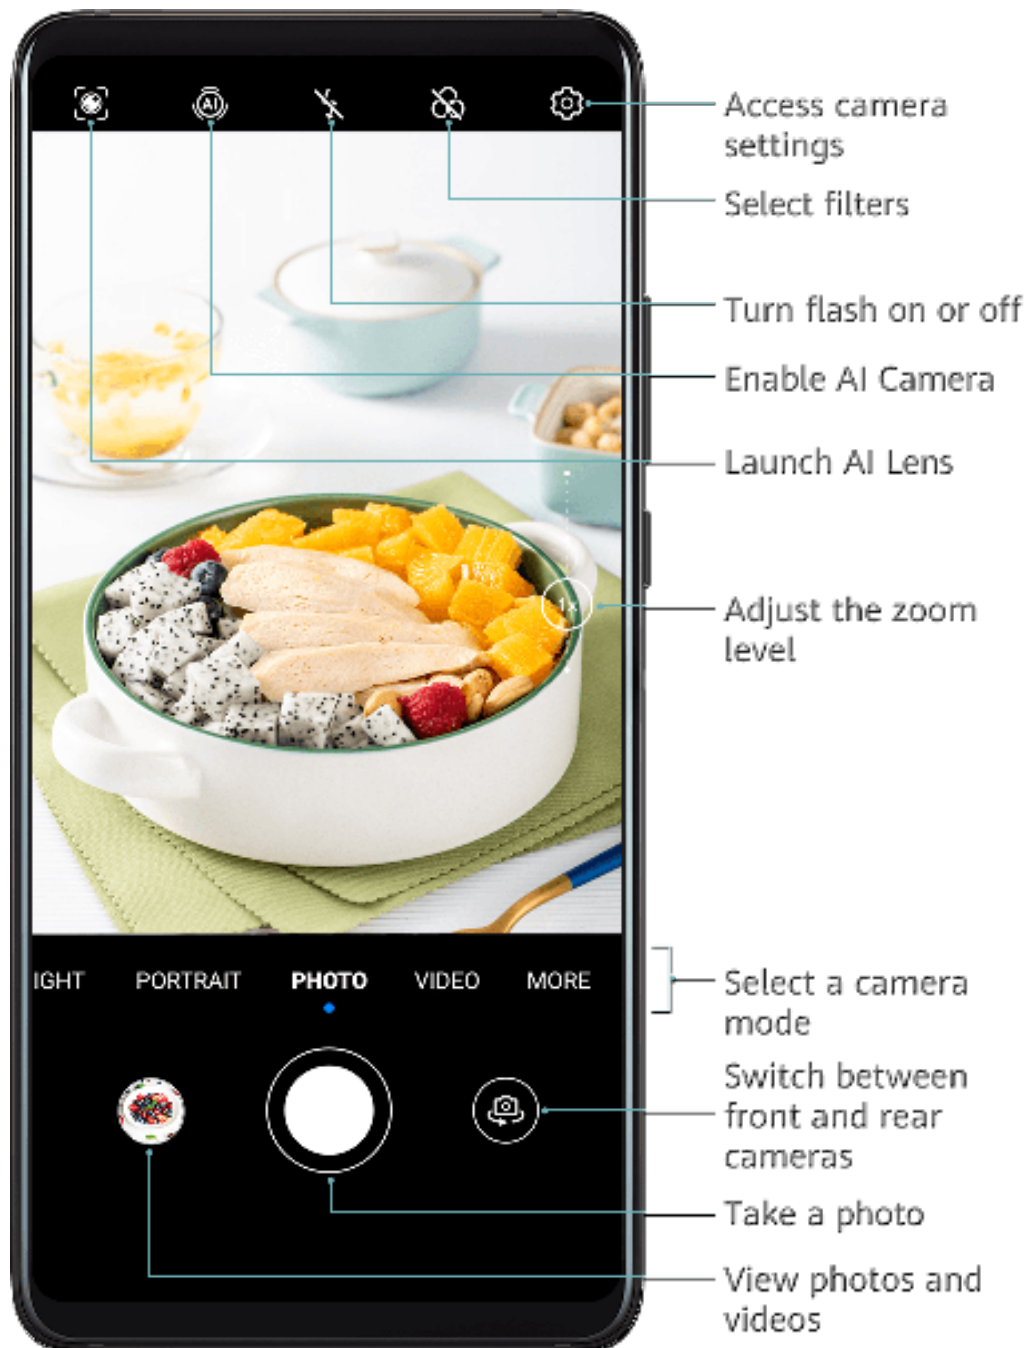 AI
Access camera
settings
Select filters
Turn flash on or off
Enable AI Camera
Launch AI Lens
1×
Adjust the zoom
level
IGHT PORTRAIT PHOTO VIDEO MORE
Select a camera
mode
Switch between
front and rear
cameras
Take a photo
View photos and
videos